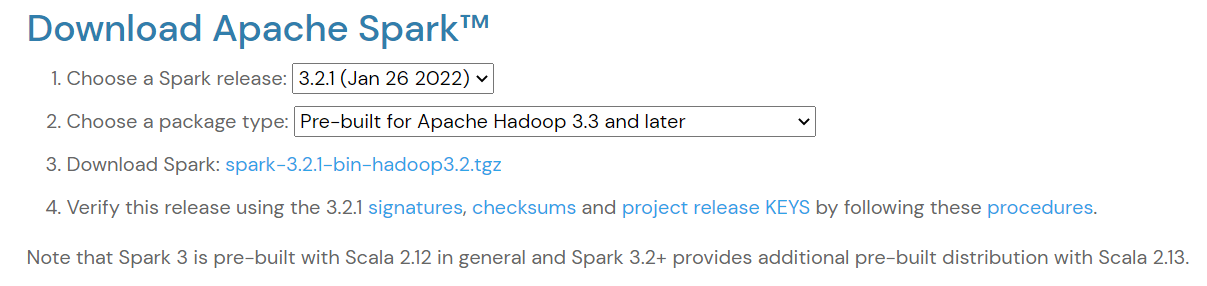 Download Apache Spark™
1. Choose a Spark release: 3.2.1 (Jan 26 2022)
2. Choose a package type: Pre-built for Apache Hadoop 3.3 and later
3. Download Spark: spark-3.2.1-bin-hadoop3.2.tgz
4. Verify this release using the 3.2.1 signatures, checksums and project release KEYS by following these procedures.
Note that Spark 3 is pre-built with Scala 2.12 in general and Spark 3.2+ provides additional pre-built distribution with Scala 2.13.